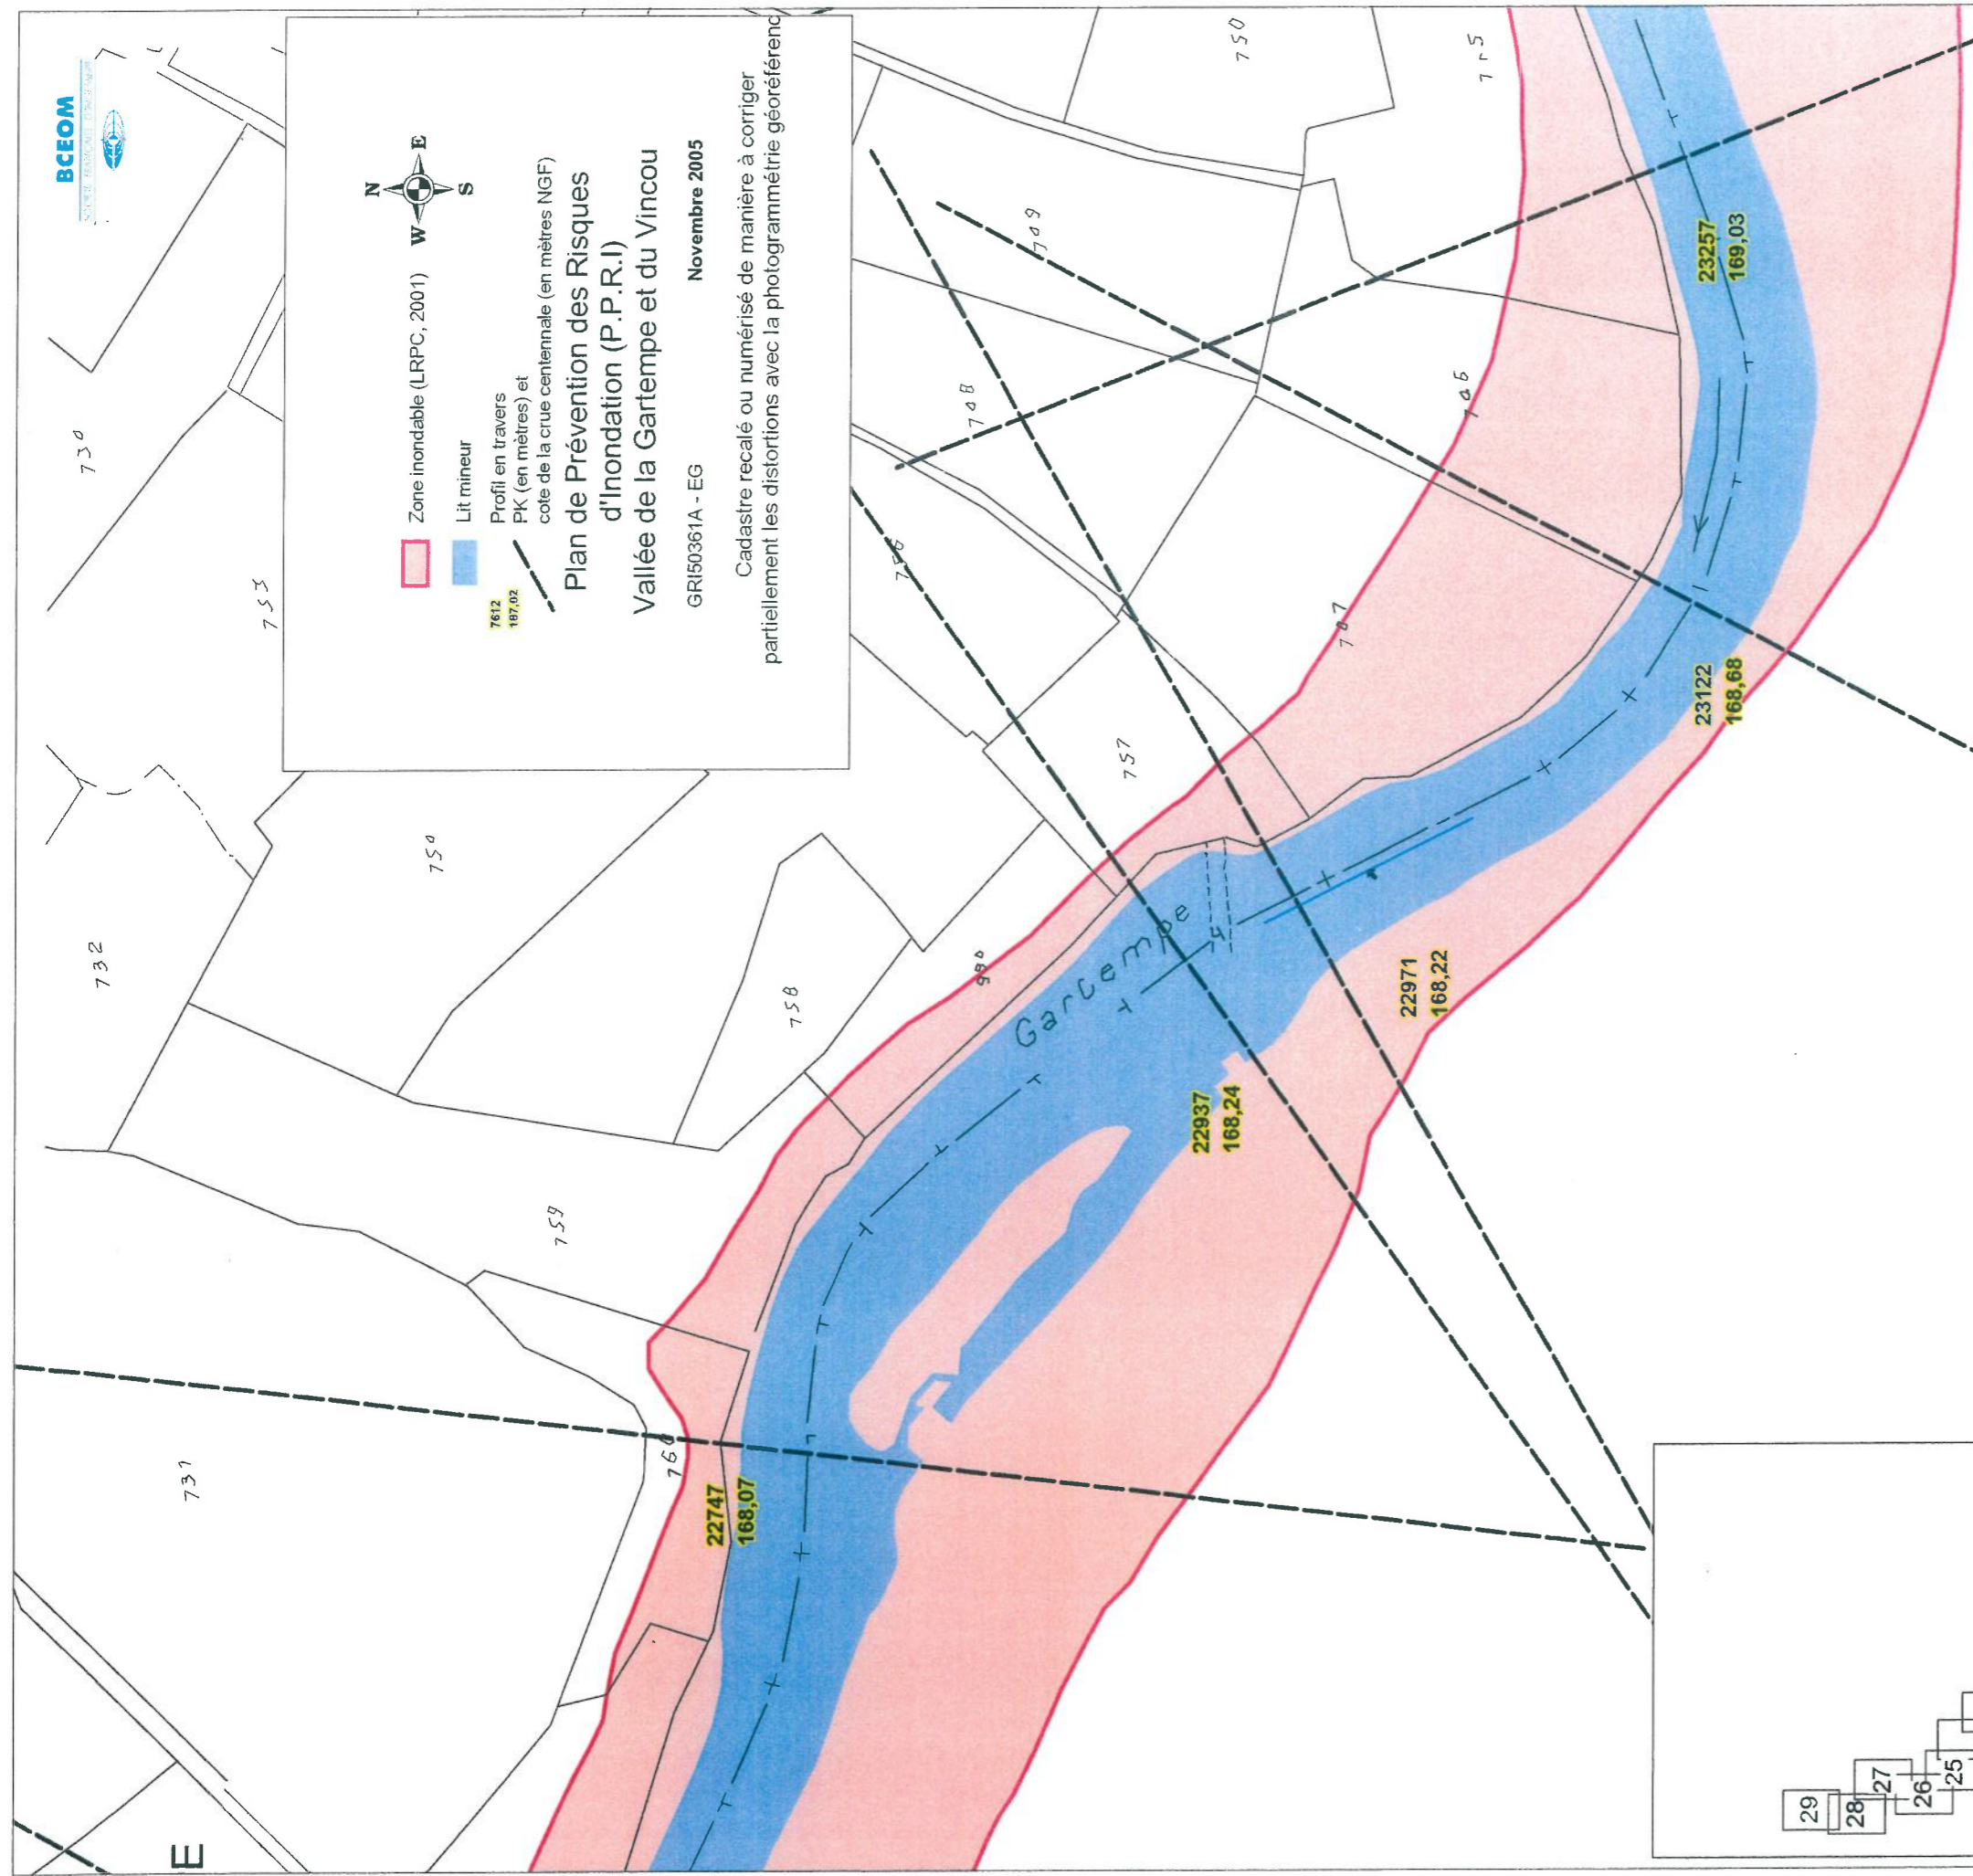 BCEOM
N
W E
S
Zone inondable (LRPC, 2001)
Lit mineur
7612
187,02
Profil en travers
PK (en mètres) et
cote de la crue centennale (en mètres NGF)
Plan de Prévention des Risques
d'Inondation (P.P.R.I)
Vallée de la Gartempe et du Vincou
GRI50361A - EG
Novembre 2005
Cadastre recalé ou numérisé de manière à corriger
partiellement les distortions avec la photogrammétrie géoréférenc
730
753
732
750
731
759
758
760
757
756
708
709
750
715
706
707
990
Gartempe
22747
168,07
22937
168,24
22971
168,22
23122
168,68
23257
169,03
E
29
28
27
26
25